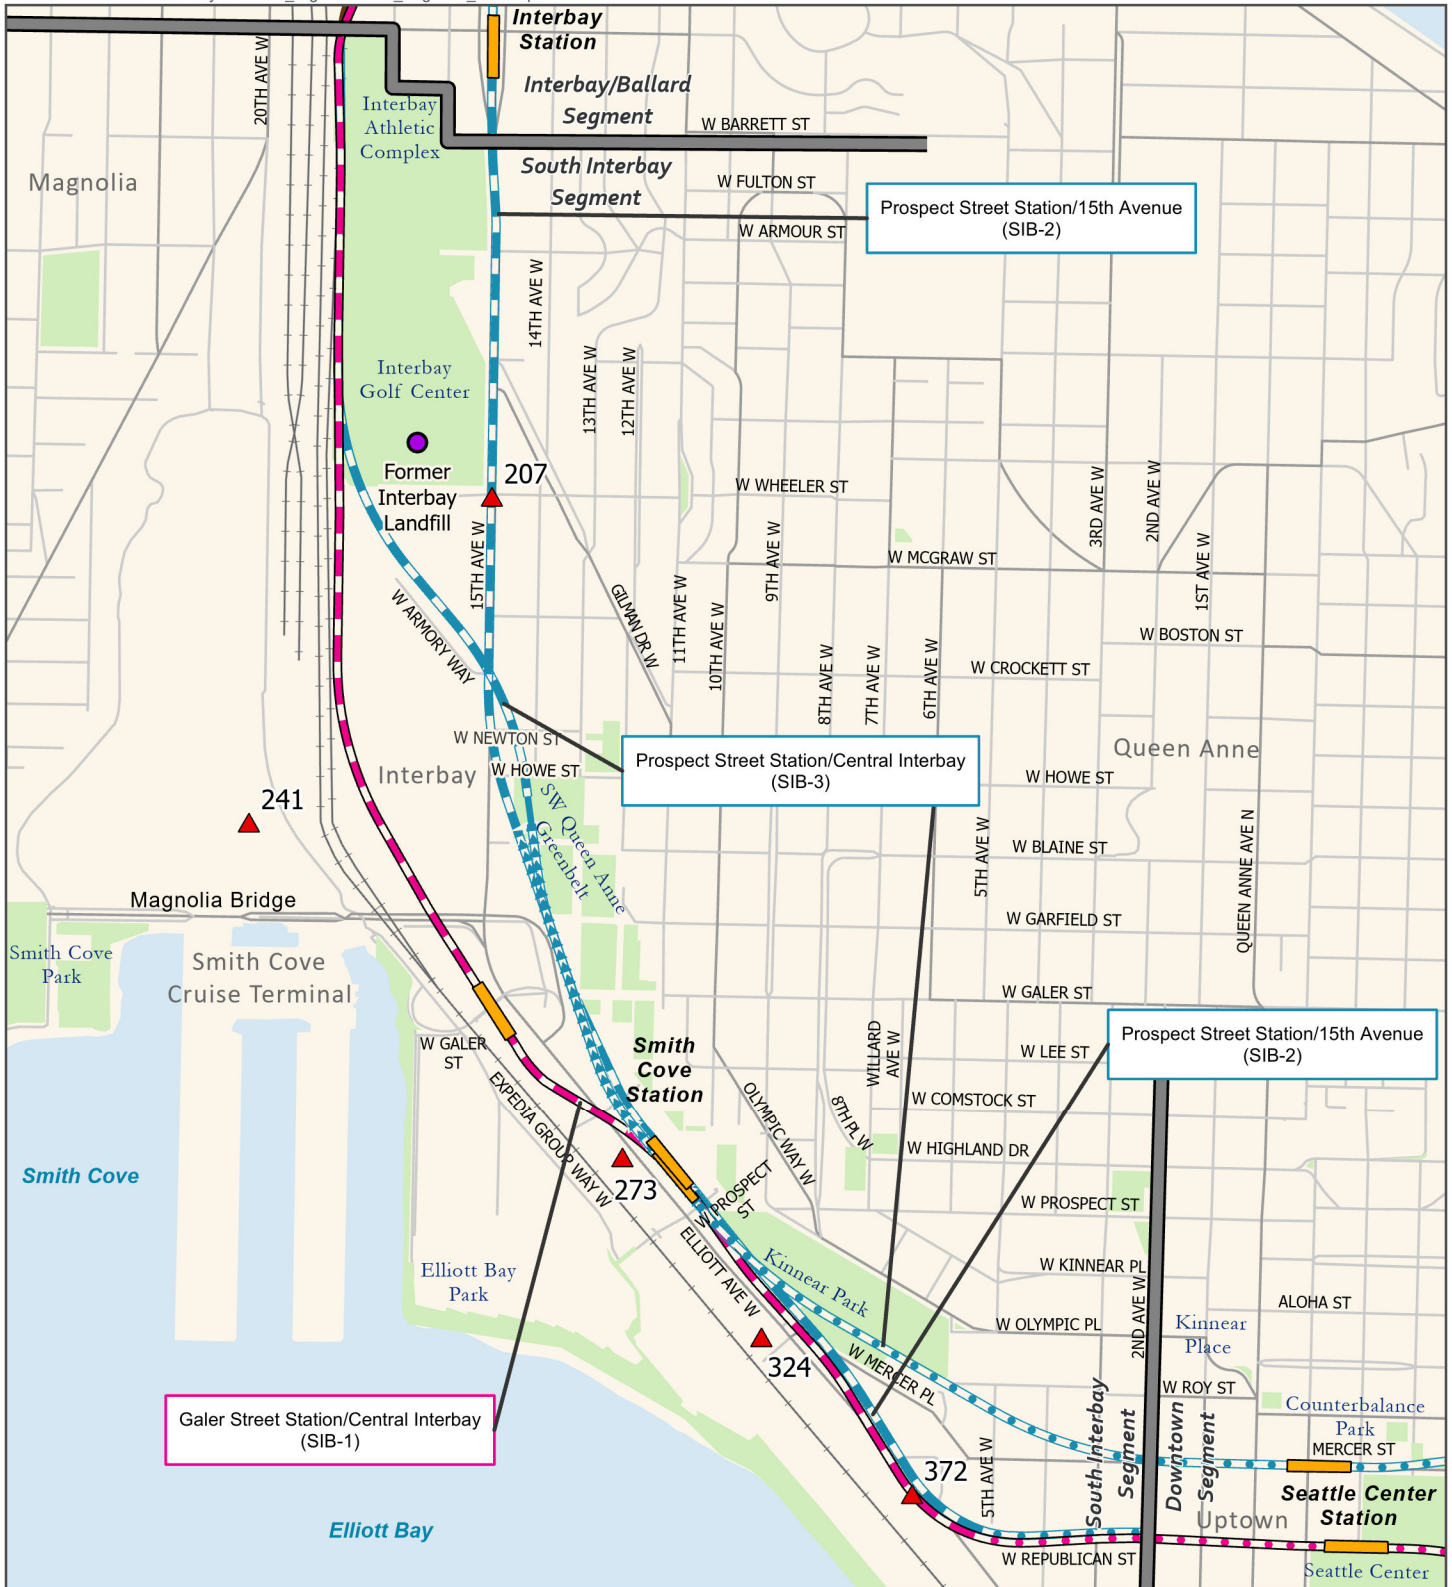 Interbay
Station
20TH AVE W
Interbay/Ballard
Segment
Interbay
Athletic
Complex
W BARRETT ST
South Interbay
Segment
Magnolia
W FULTON ST
Prospect Street Station/15th Avenue
(SIB-2)
W ARMOUR ST
14TH AVE W
13TH AVE W
12TH AVE W
Interbay
Golf Center
Former
Interbay
Landfill
207
W WHEELER ST
3RD AVE W
2ND AVE W
15TH AVE W
9TH AVE W
W MCGRAW ST
1ST AVE W
W ARMORY WAY
GILMAN DR W
11TH AVE W
10TH AVE W
W BOSTON ST
8TH AVE W
7TH AVE W
6TH AVE W
W CROCKETT ST
W NEWTON ST
Queen Anne
Prospect Street Station/Central Interbay
(SIB-3)
Interbay
W HOWE ST
W HOWE ST
241
SW Queen Anne
Greenbelt
5TH AVE W
W BLAINE ST
QUEEN ANNE AVE N
Magnolia Bridge
W GARFIELD ST
Smith Cove
Park
Smith Cove
Cruise Terminal
W GALER ST
W GALER
ST
Smith
Cove
Station
WILLARD
AVE W
Prospect Street Station/15th Avenue
(SIB-2)
W LEE ST
EXPEDIA GROUP WAY W
OLYMPIC WAY W
8TH PL W
W COMSTOCK ST
W HIGHLAND DR
Smith Cove
273
W PROSPECT
ST
W PROSPECT ST
ELLIOTT AVE W
Kinnear Park
W KINNEAR PL
Elliott Bay
Park
2ND AVE W
ALOHA ST
W OLYMPIC PL
Kinnear
Place
324
W MERCER PL
W ROY ST
Galer Street Station/Central Interbay
(SIB-1)
South Interbay
Segment
Downtown
Segment
Counterbalance
Park
MERCER ST
372
5TH AVE W
Seattle Center
Station
Uptown
Elliott Bay
W REPUBLICAN ST
Seattle Center